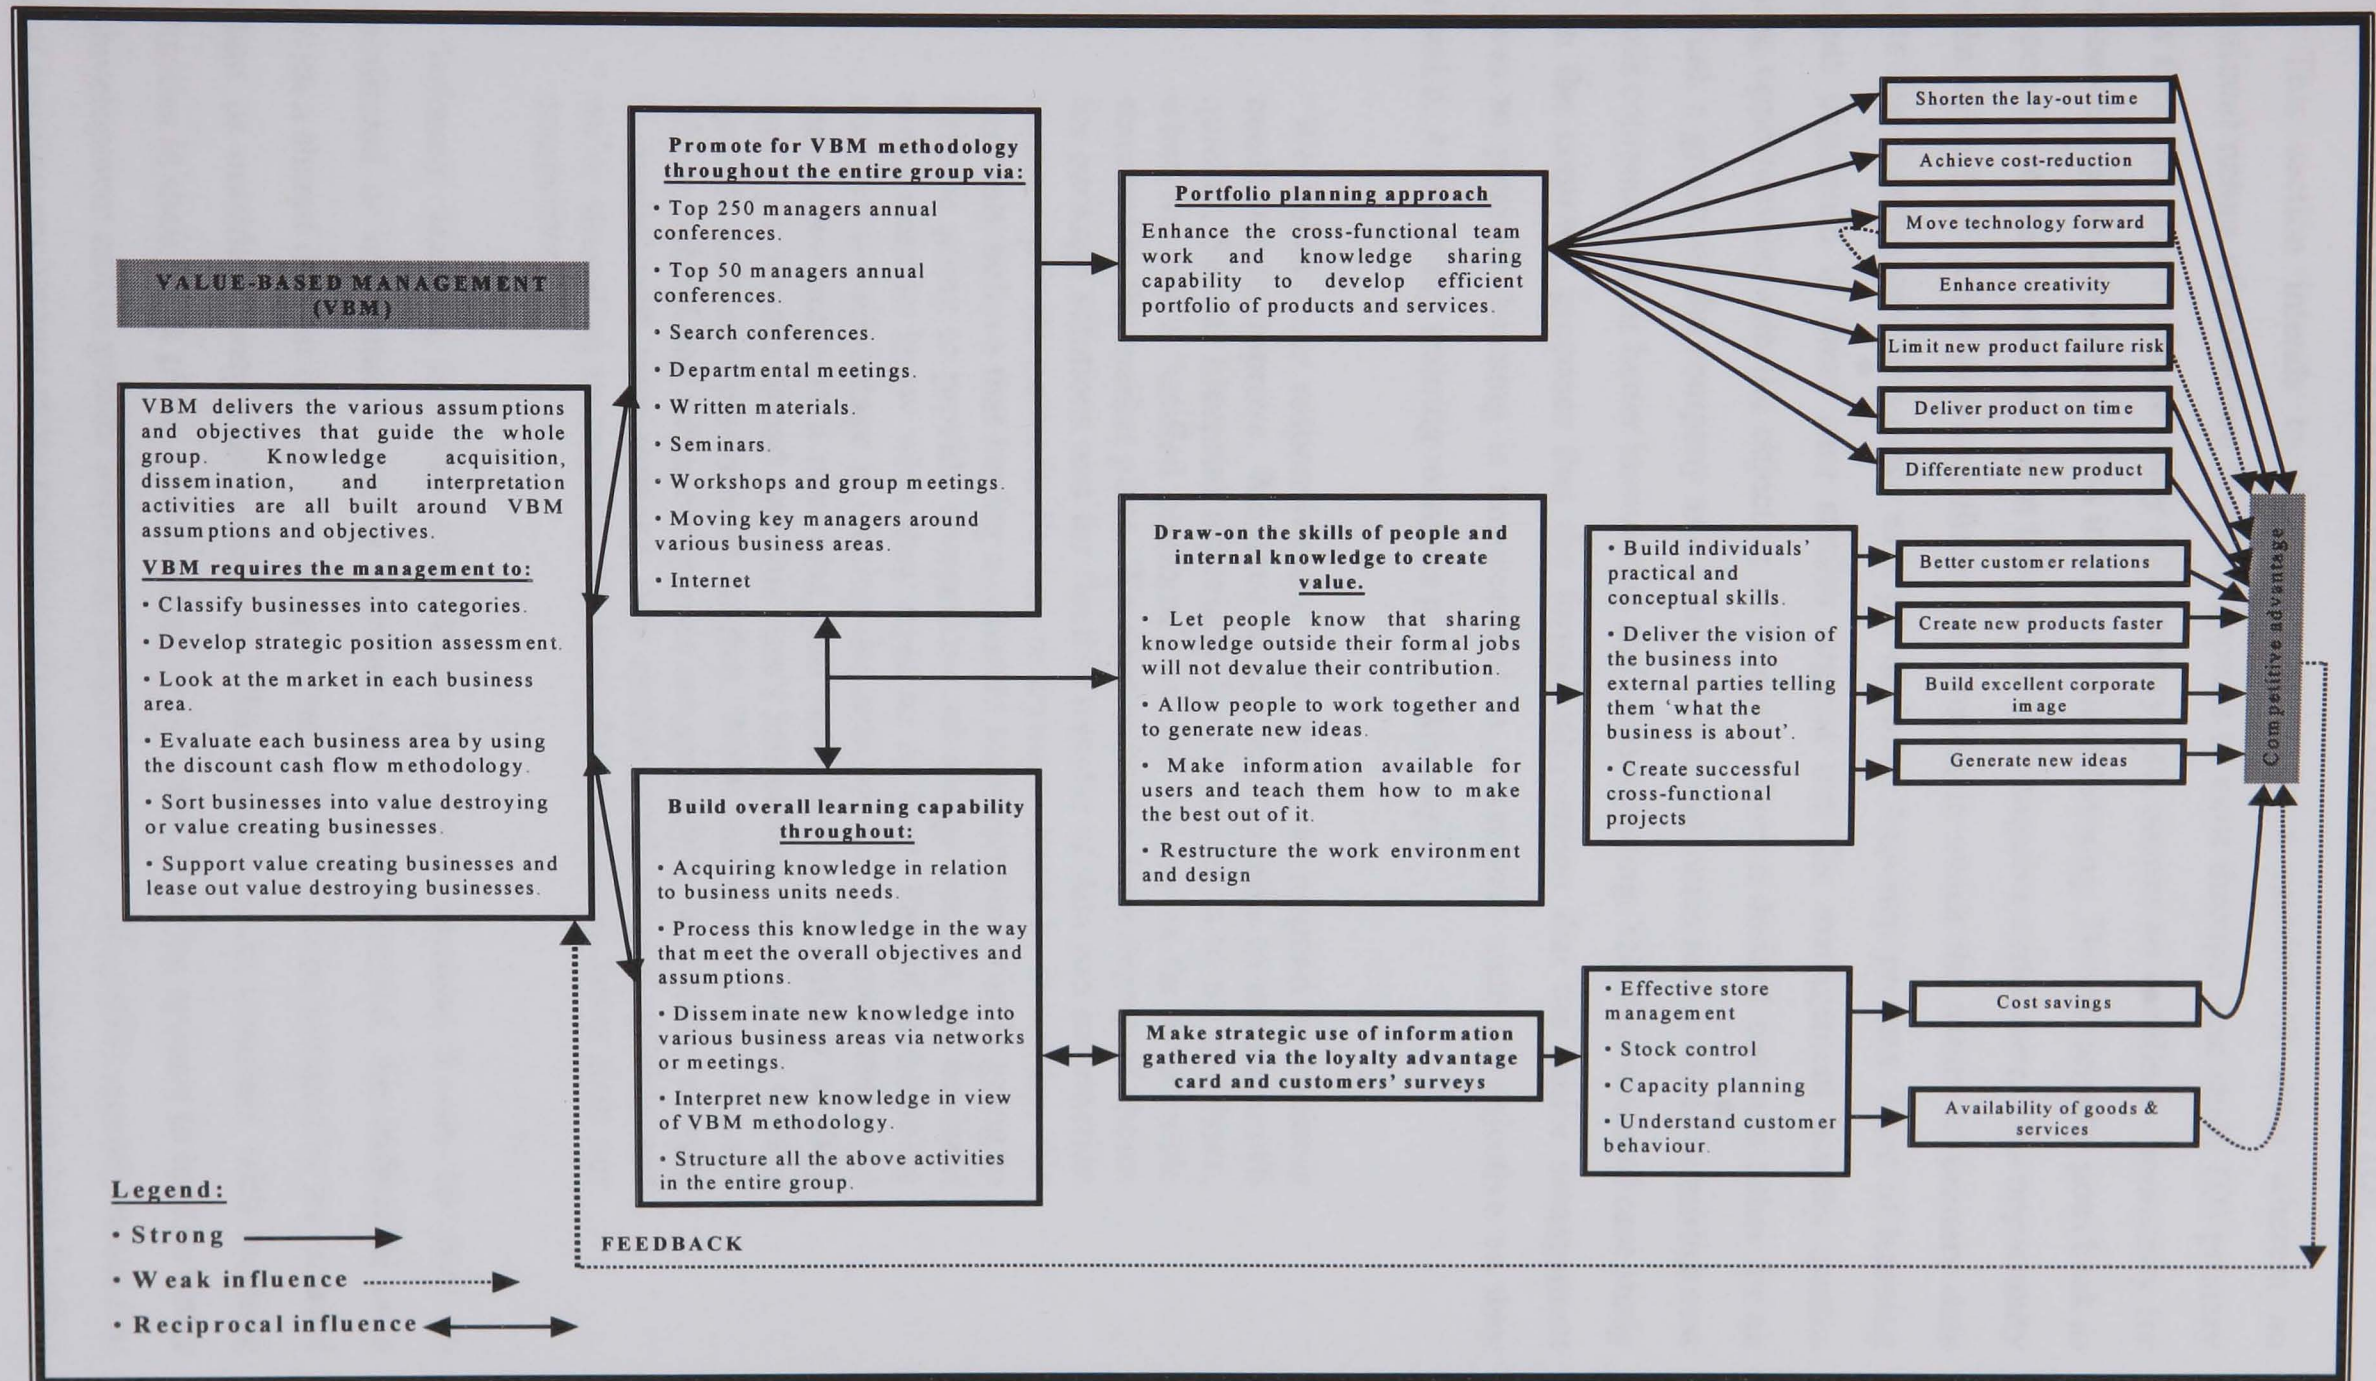 VALUE-BASED MANAGEMENT
(VBM)
VBM delivers the various assumptions
and objectives that guide the whole
group. Knowledge acquisition,
dissemination, and interpretation
activities are all built around VBM
assumptions and objectives.
VBM requires the management to:
• Classify businesses into categories.
• Develop strategic position assessment.
• Look at the market in each business
area.
• Evaluate each business area by using
the discount cash flow methodology.
• Sort businesses into value destroying
or value creating businesses.
• Support value creating businesses and
lease out value destroying businesses.
Promote for VBM methodology
throughout the entire group via:
• Top 250 managers annual
conferences.
• Top 50 managers annual
conferences.
• Search conferences.
• Departmental meetings.
• Written materials.
• Seminars.
• Workshops and group meetings.
• Moving key managers around
various business areas.
• Internet
Build overall learning capability
throughout:
• Acquiring knowledge in relation
to business units needs.
• Process this knowledge in the way
that meet the overall objectives and
assumptions.
• Disseminate new knowledge into
various business areas via networks
or meetings.
• Interpret new knowledge in view
of VBM methodology.
• Structure all the above activities
in the entire group.
Portfolio planning approach
Enhance the cross-functional team
work and knowledge sharing
capability to develop efficient
portfolio of products and services.
Draw-on the skills of people and
internal knowledge to create
value.
• Let people know that sharing
knowledge outside their formal jobs
will not devalue their contribution.
• Allow people to work together and
to generate new ideas.
• Make information available for
users and teach them how to make
the best out of it.
• Restructure the work environment
and design
Make strategic use of information
gathered via the loyalty advantage
card and customers’ surveys
• Build individuals’
practical and
conceptual skills.
• Deliver the vision of
the business into
external parties telling
them ‘what the
business is about’.
• Create successful
cross-functional
projects
• Effective store
management
• Stock control
• Capacity planning
• Understand customer
behaviour.
Shorten the lay-out time
Achieve cost-reduction
Move technology forward
Enhance creativity
Limit new product failure risk
Deliver product on time
Differentiate new product
Better customer relations
Create new products faster
Build excellent corporate
image
Generate new ideas
Cost savings
Availability of goods &
services
Competitive advantage
FEEDBACK
Legend:
• Strong
• Weak influence
• Reciprocal influence